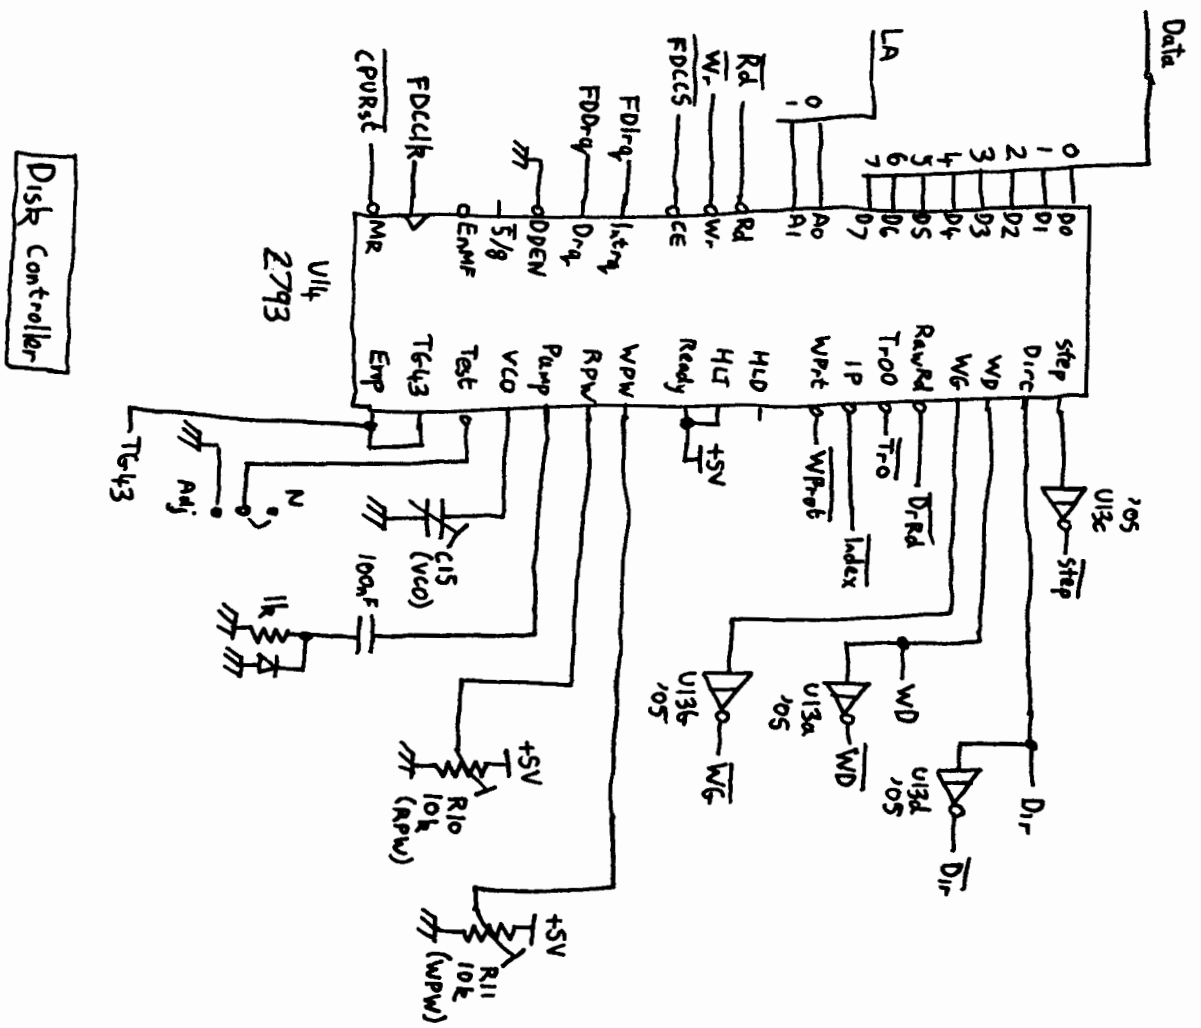 Data
0
1
2
3
4
5
6
7
LA
0
1
Rd
Wr
FDCCS
FDIrq
FDDrq
FDCClk
CPURst
D0
D1
D2
D3
D4
D5
D6
D7
A0
A1
Rd
Wr
CE
Intrq
Drq
DDEN
5/8
EnMF
MR
U14
2793
Step
Dirc
WD
WG
RawRd
Tr00
IP
WPrt
HLD
HLT
Ready
WPW
RPW
Pump
VCO
Test
TG43
Enp
'05
U13c
Step
Dir
U13d
'05
Dir
WD
U13a
'05
WD
U13b
'05
WG
DrRd
Tr0
Index
WProt
+5V
+5V
R11
10k
(WPW)
+5V
R10
10k
(RPW)
100nF
1k
C15
(VCO)
N
Adj
TG43
Disk Controller